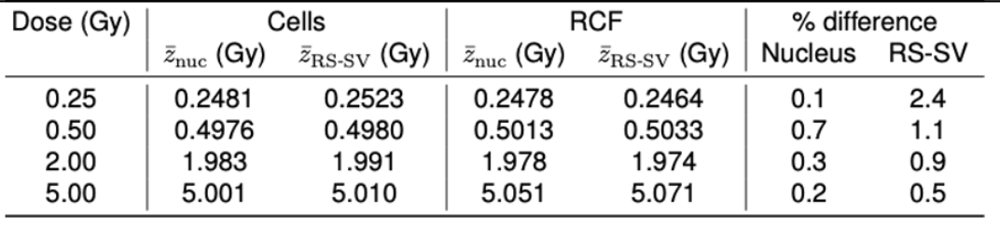 Dose (Gy) Cells RCF % difference
z̄nuc (Gy) z̄RS-SV (Gy) z̄nuc (Gy) z̄RS-SV (Gy) Nucleus RS-SV
0.25 0.2481 0.2523 0.2478 0.2464 0.1 2.4
0.50 0.4976 0.4980 0.5013 0.5033 0.7 1.1
2.00 1.983 1.991 1.978 1.974 0.3 0.9
5.00 5.001 5.010 5.051 5.071 0.2 0.5